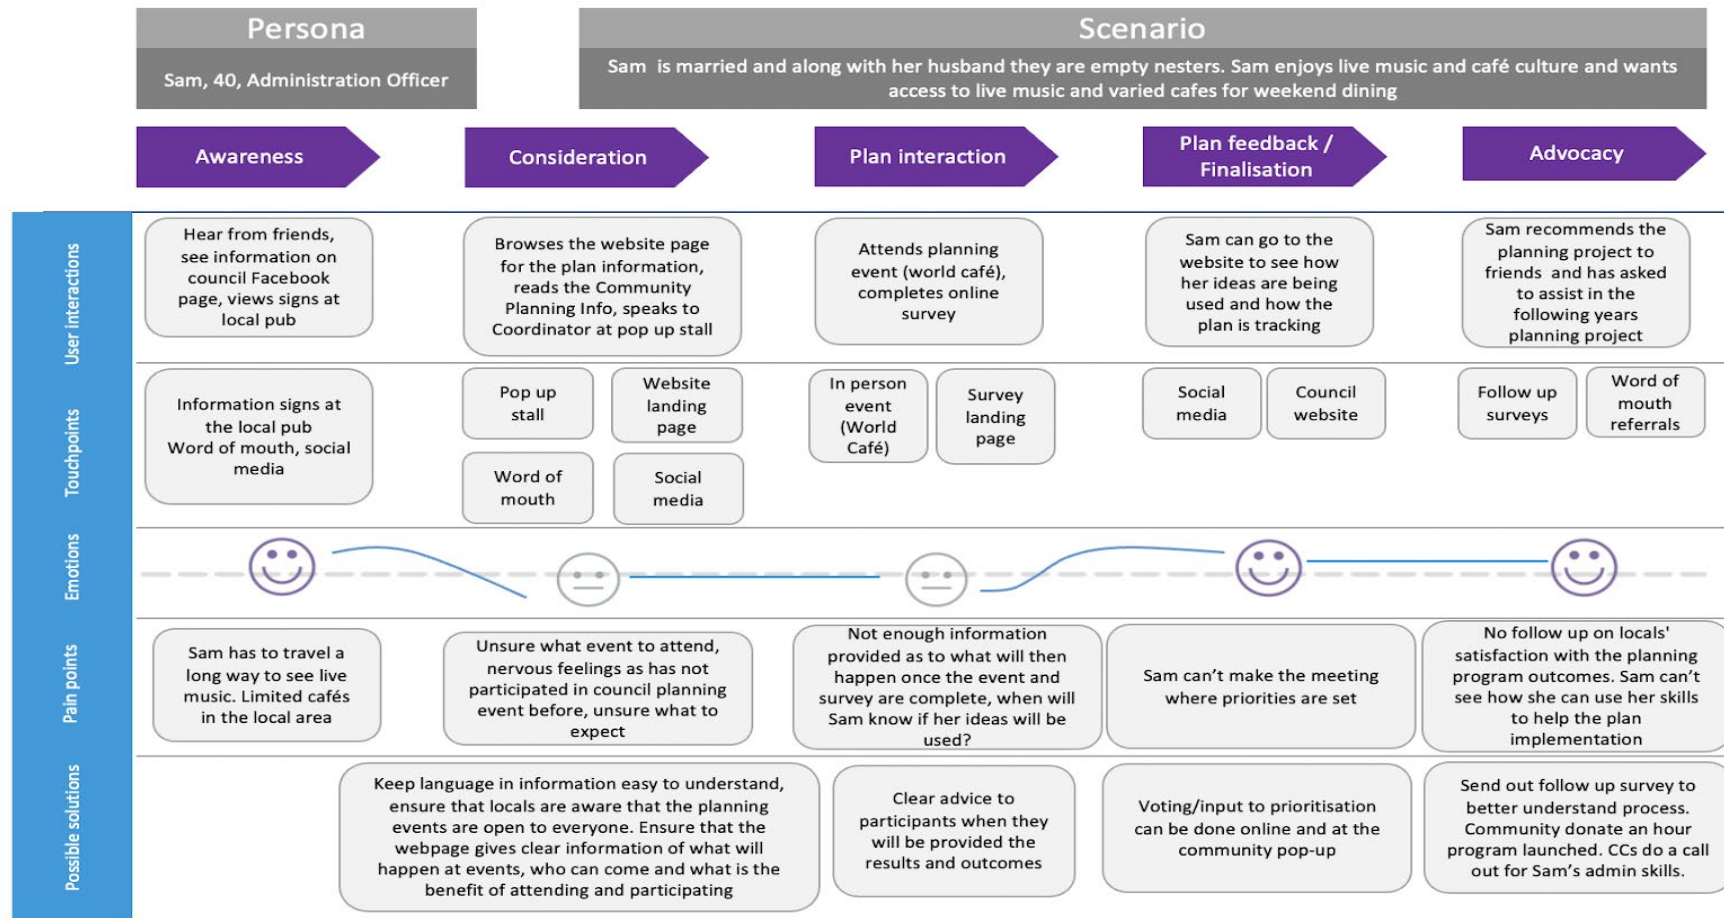 Persona
Sam, 40, Administration Officer
Scenario
Sam is married and along with her husband they are empty nesters. Sam enjoys live music and café culture and wants
access to live music and varied cafes for weekend dining
Awareness
Consideration
Plan interaction
Plan feedback /
Finalisation
Advocacy
User interactions
Hear from friends,
see information on
council Facebook
page, views signs at
local pub
Browses the website page
for the plan information,
reads the Community
Planning Info, speaks to
Coordinator at pop up stall
Attends planning
event (world café),
completes online
survey
Sam can go to the
website to see how
her ideas are being
used and how the
plan is tracking
Sam recommends the
planning project to
friends and has asked
to assist in the
following years
planning project
Touchpoints
Information signs at
the local pub
Word of mouth, social
media
Pop up
stall
Website
landing
page
Word of
mouth
Social
media
In person
event
(World
Café)
Survey
landing
page
Social
media
Council
website
Follow up
surveys
Word of
mouth
referrals
Emotions
Pain points
Sam has to travel a
long way to see live
music. Limited cafés
in the local area
Unsure what event to attend,
nervous feelings as has not
participated in council planning
event before, unsure what to
expect
Not enough information
provided as to what will then
happen once the event and
survey are complete, when will
Sam know if her ideas will be
used?
Sam can't make the meeting
where priorities are set
No follow up on locals'
satisfaction with the planning
program outcomes. Sam can't
see how she can use her skills
to help the plan
implementation
Possible solutions
Keep language in information easy to understand,
ensure that locals are aware that the planning
events are open to everyone. Ensure that the
webpage gives clear information of what will
happen at events, who can come and what is the
benefit of attending and participating
Clear advice to
participants when they
will be provided the
results and outcomes
Voting/input to prioritisation
can be done online and at the
community pop-up
Send out follow up survey to
better understand process.
Community donate an hour
program launched. CCs do a call
out for Sam's admin skills.